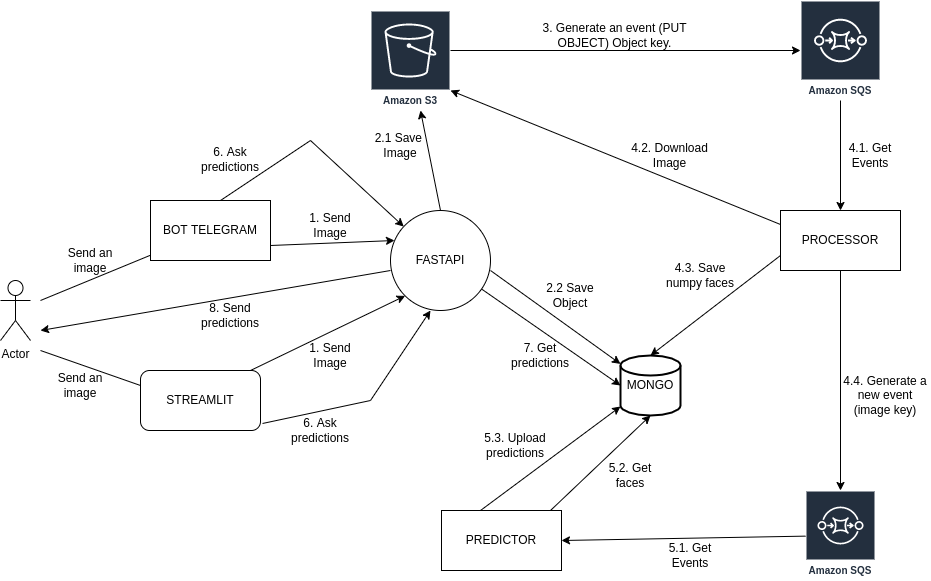 3. Generate an event (PUT
OBJECT) Object key.
Amazon S3
Amazon SQS
2.1 Save
Image
4.2. Download
Image
4.1. Get
Events
6. Ask
predictions
BOT TELEGRAM
1. Send
Image
PROCESSOR
Send an
image
FASTAPI
4.3. Save
numpy faces
8. Send
predictions
2.2 Save
Object
Actor
1. Send
Image
7. Get
predictions
Send an
image
STREAMLIT
MONGO
4.4. Generate a
new event
(image key)
6. Ask
predictions
5.3. Upload
predictions
5.2. Get
faces
PREDICTOR
5.1. Get
Events
Amazon SQS